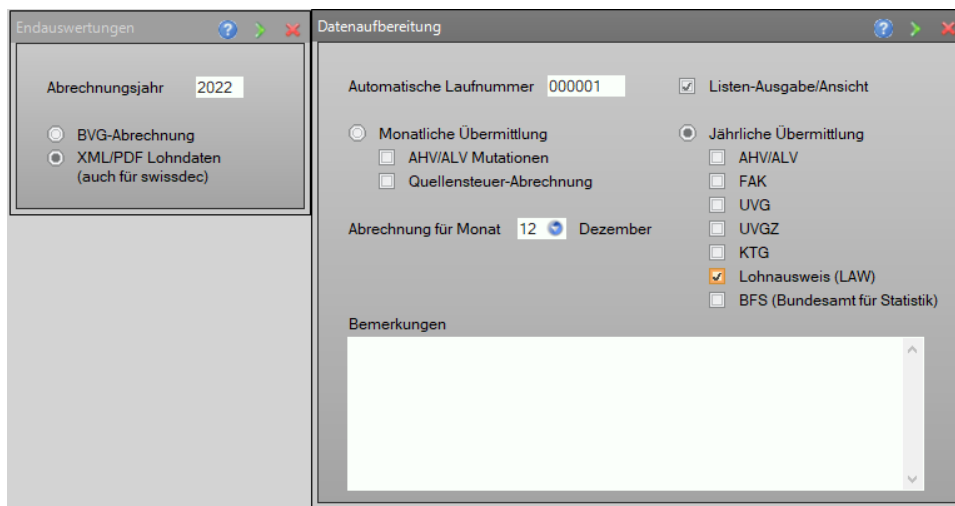 Endauswertungen
Abrechnungsjahr 2022
BVG-Abrechnung
XML/PDF Lohndaten
(auch für swissdec)
Datenaufbereitung
Automatische Laufnummer 000001
Listen-Ausgabe/Ansicht
Monatliche Übermittlung
AHV/ALV Mutationen
Quellensteuer-Abrechnung
Abrechnung für Monat 12 Dezember
Jährliche Übermittlung
AHV/ALV
FAK
UVG
UVGZ
KTG
Lohnausweis (LAW)
BFS (Bundesamt für Statistik)
Bemerkungen